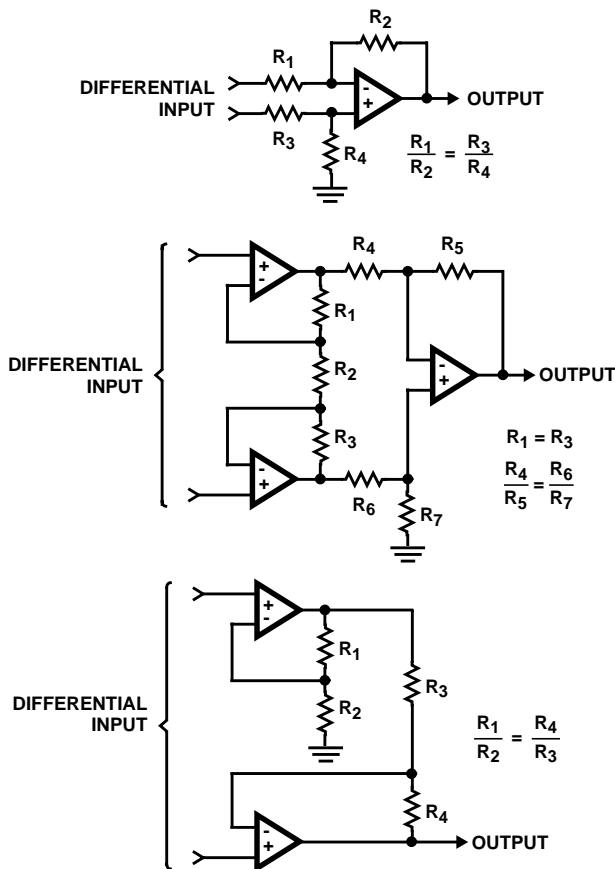 R₂
R₁
DIFFERENTIAL
INPUT
-
+
OUTPUT
R₃
R₄
R₁/R₂ = R₃/R₄
R₄
R₅
+
-
R₁
DIFFERENTIAL
INPUT
R₂
-
+
OUTPUT
R₃
-
+
R₆
R₇
R₁ = R₃
R₄/R₅ = R₆/R₇
+
-
R₁
R₃
DIFFERENTIAL
INPUT
R₂
R₁/R₂ = R₄/R₃
R₄
-
+
OUTPUT